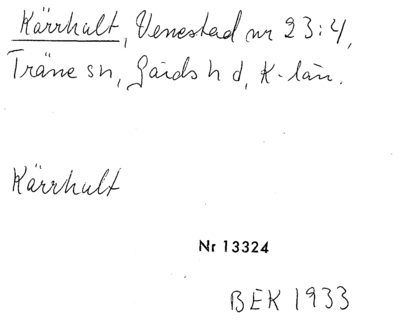 Kärrhult, Venestad nr 23:4,
Träne sn, Gärds h d, K-län.
Kärrhult
Nr 13324
BEK 1933